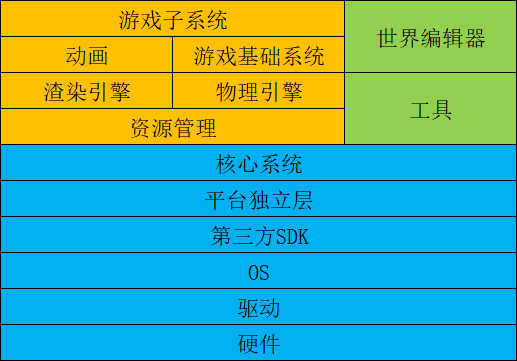 游戏子系统
世界编辑器
动画
游戏基础系统
渲染引擎
物理引擎
工具
资源管理
核心系统
平台独立层
第三方SDK
OS
驱动
硬件